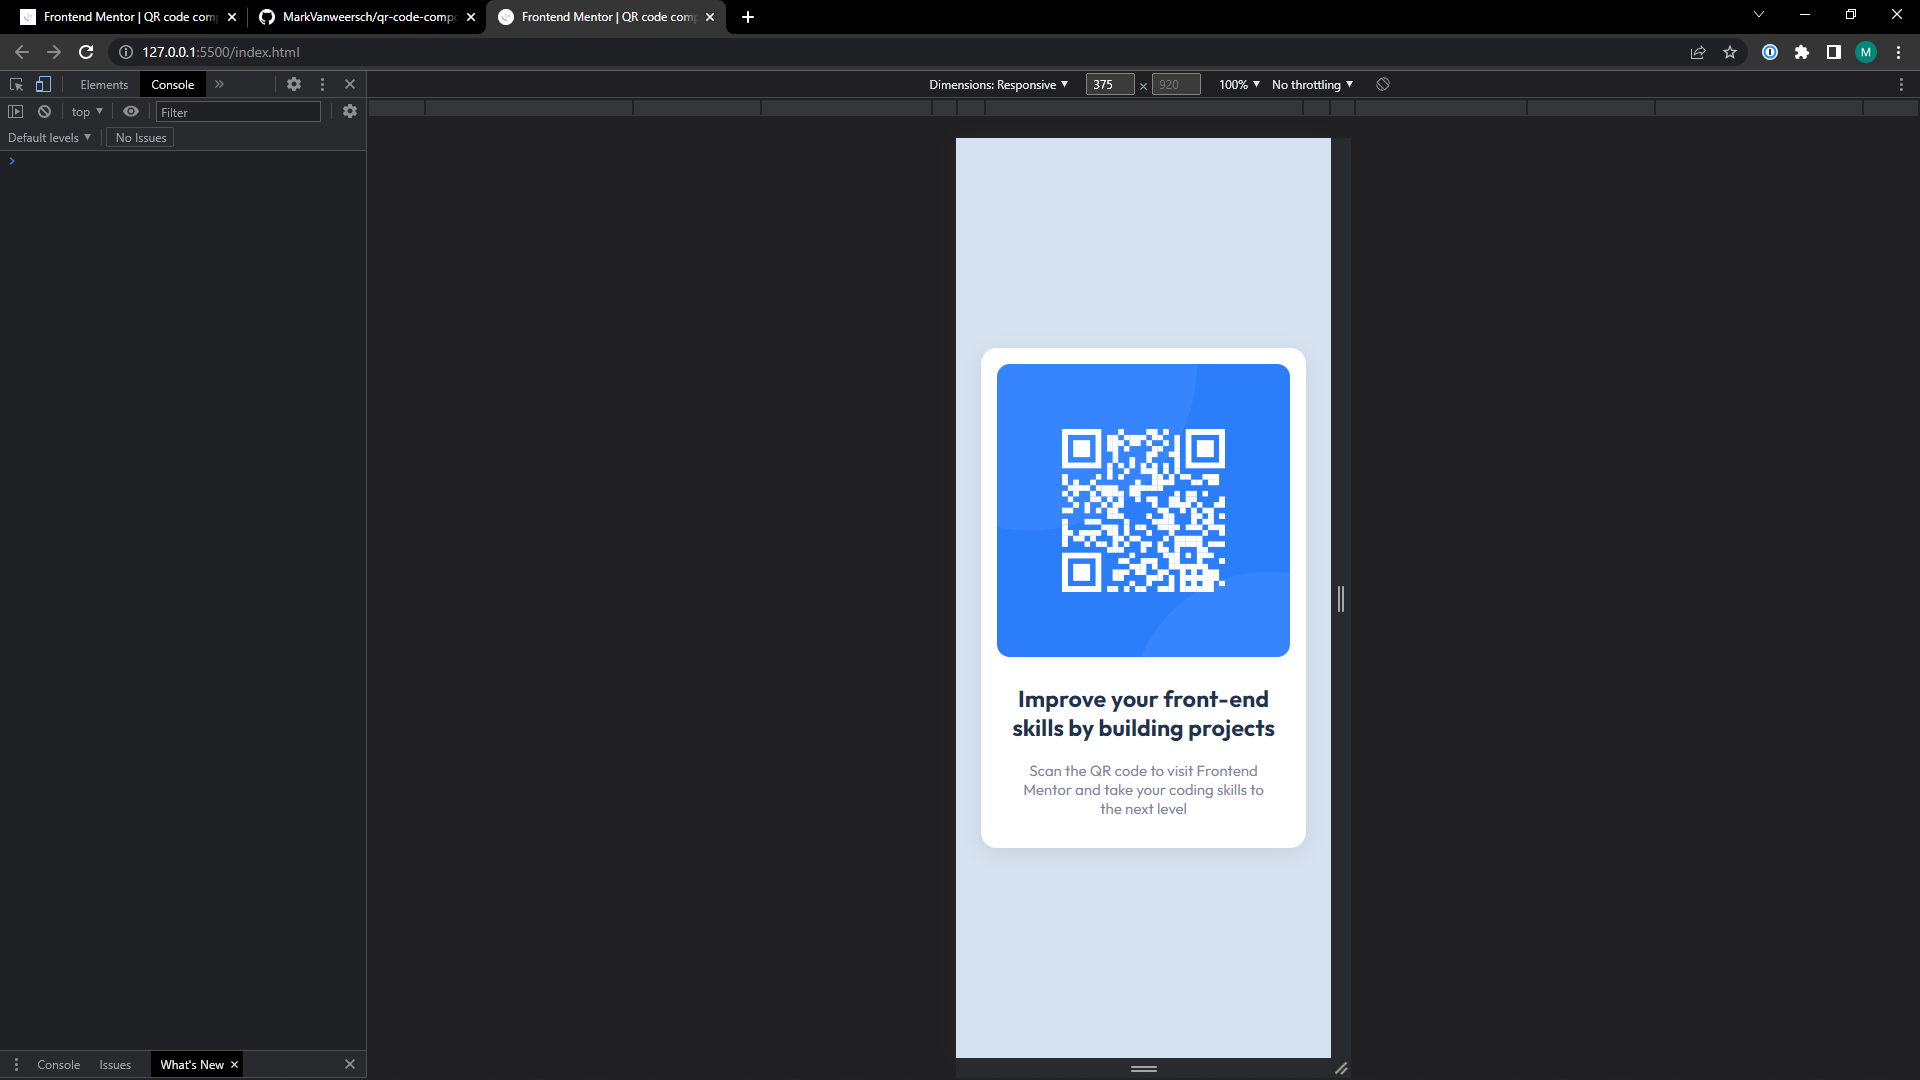 Frontend Mentor | QR code com
MarkVanweersch/qr-code-comp
Frontend Mentor | QR code com
127.0.0.1:5500/index.html
Elements
Console
Dimensions: Responsive
375
×
920
100%
No throttling
top
Filter
Default levels
No Issues
Improve your front-end
skills by building projects
Scan the QR code to visit Frontend
Mentor and take your coding skills to
the next level
Console
Issues
What's New
M